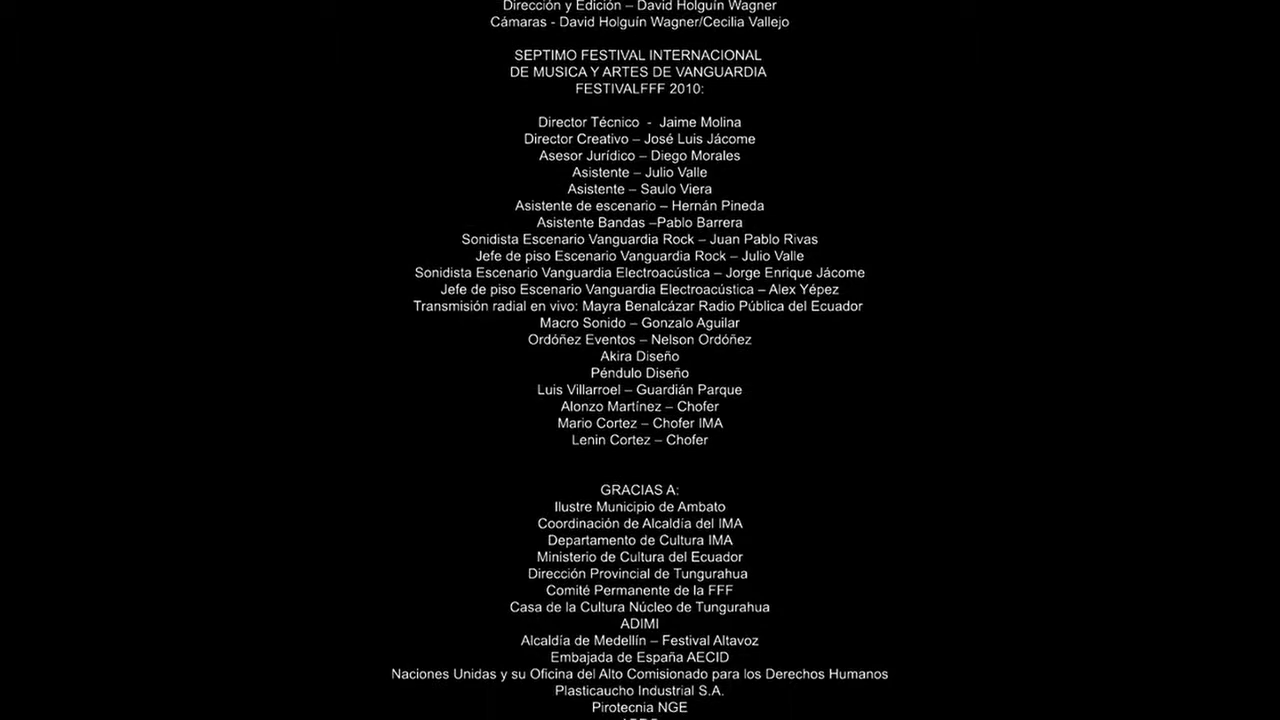 Dirección y Edición – David Holguín Wagner
Cámaras - David Holguín Wagner/Cecilia Vallejo
SEPTIMO FESTIVAL INTERNACIONAL
DE MUSICA Y ARTES DE VANGUARDIA
FESTIVALFFF 2010:
Director Técnico - Jaime Molina
Director Creativo – José Luis Jácome
Asesor Jurídico – Diego Morales
Asistente – Julio Valle
Asistente – Saulo Viera
Asistente de escenario – Hernán Pineda
Asistente Bandas –Pablo Barrera
Sonidista Escenario Vanguardia Rock – Juan Pablo Rivas
Jefe de piso Escenario Vanguardia Rock – Julio Valle
Sonidista Escenario Vanguardia Electroacústica – Jorge Enrique Jácome
Jefe de piso Escenario Vanguardia Electroacústica – Alex Yépez
Transmisión radial en vivo: Mayra Benalcázar Radio Pública del Ecuador
Macro Sonido – Gonzalo Aguilar
Ordóñez Eventos – Nelson Ordóñez
Akira Diseño
Péndulo Diseño
Luis Villarroel – Guardián Parque
Alonzo Martínez – Chofer
Mario Cortez – Chofer IMA
Lenin Cortez – Chofer
GRACIAS A:
Ilustre Municipio de Ambato
Coordinación de Alcaldía del IMA
Departamento de Cultura IMA
Ministerio de Cultura del Ecuador
Dirección Provincial de Tungurahua
Comité Permanente de la FFF
Casa de la Cultura Núcleo de Tungurahua
ADIMI
Alcaldía de Medellín – Festival Altavoz
Embajada de España AECID
Naciones Unidas y su Oficina del Alto Comisionado para los Derechos Humanos
Plasticaucho Industrial S.A.
Pirotecnia NGE